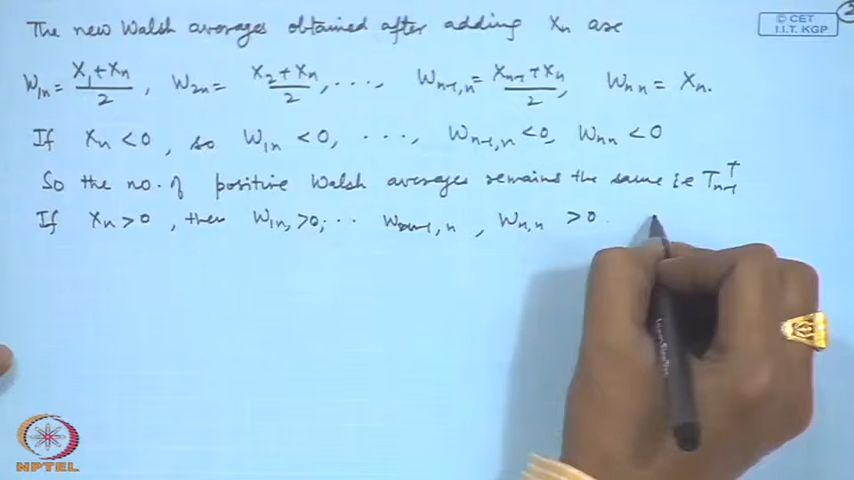 The new Walsh averages obtained after adding Xn are
© CET
I.I.T. KGP
W1n = X1+Xn/2, W2n = X2+Xn/2, ...., Wn-1,n = Xn-1+Xn/2, Wnn = Xn.
If Xn < 0, so W1n < 0, ...., Wn-1,n < 0, Wnn < 0
So the no. of positive Walsh averages remains the same i.e T⁺n-1
If Xn > 0, then W1n, > 0, ... Wn-1,n, Wn,n > 0
NPTEL